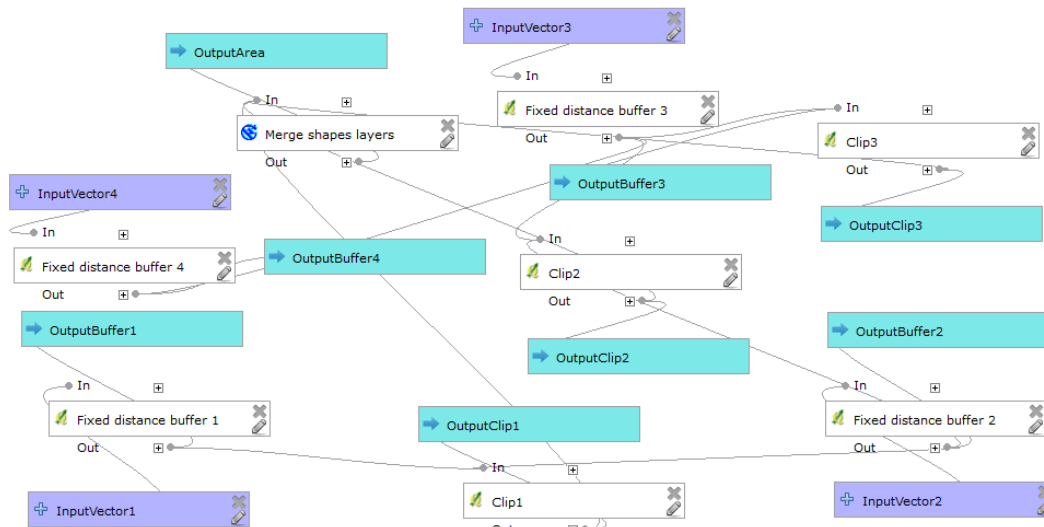 InputVector3
OutputArea
In
Fixed distance buffer 3
Out
In
Merge shapes layers
Out
In
Clip3
Out
InputVector4
OutputBuffer3
OutputClip3
In
Fixed distance buffer 4
Out
OutputBuffer4
In
Clip2
Out
OutputBuffer1
OutputBuffer2
OutputClip2
In
Fixed distance buffer 1
Out
OutputClip1
In
Fixed distance buffer 2
Out
In
Clip1
InputVector1
InputVector2